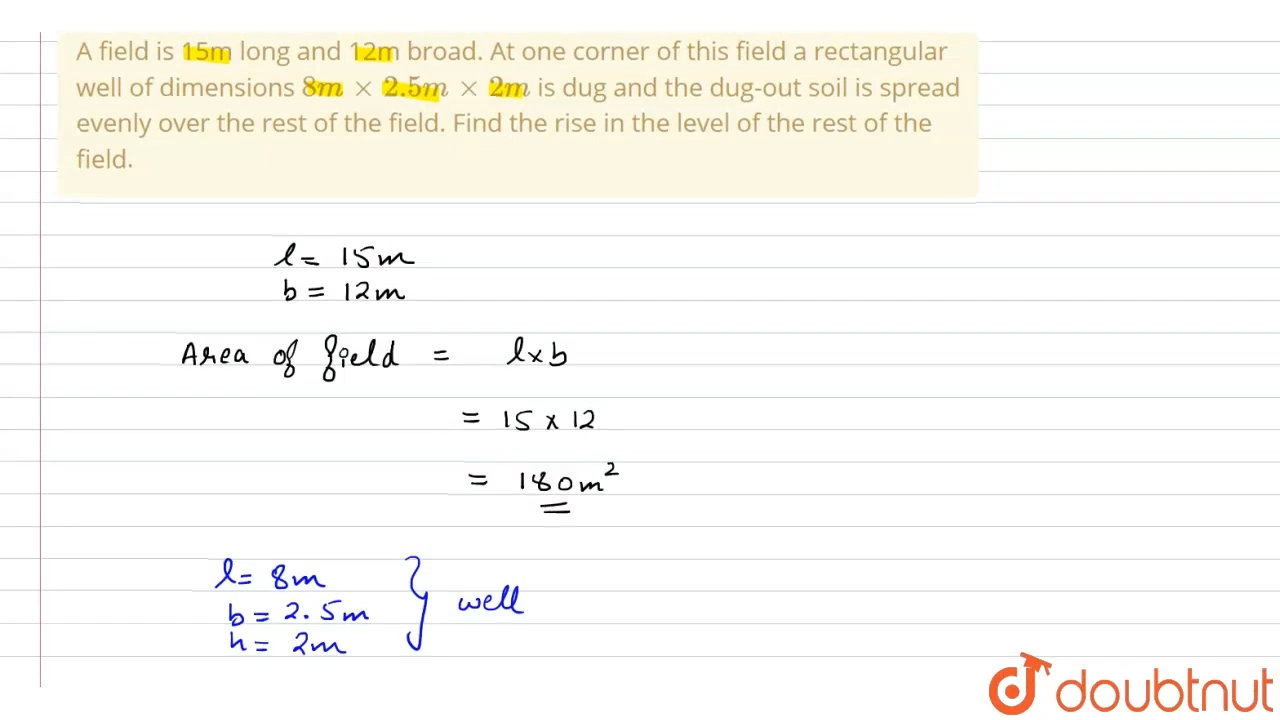 A field is 15m long and 12m broad. At one corner of this field a rectangular
well of dimensions 8m × 2.5m × 2m is dug and the dug-out soil is spread
evenly over the rest of the field. Find the rise in the level of the rest of the
field.
l = 15m
b = 12m
Area of field = l x b
= 15 x 12
= 180m²
l = 8m
b = 2.5m
h = 2m
well
doubtnut